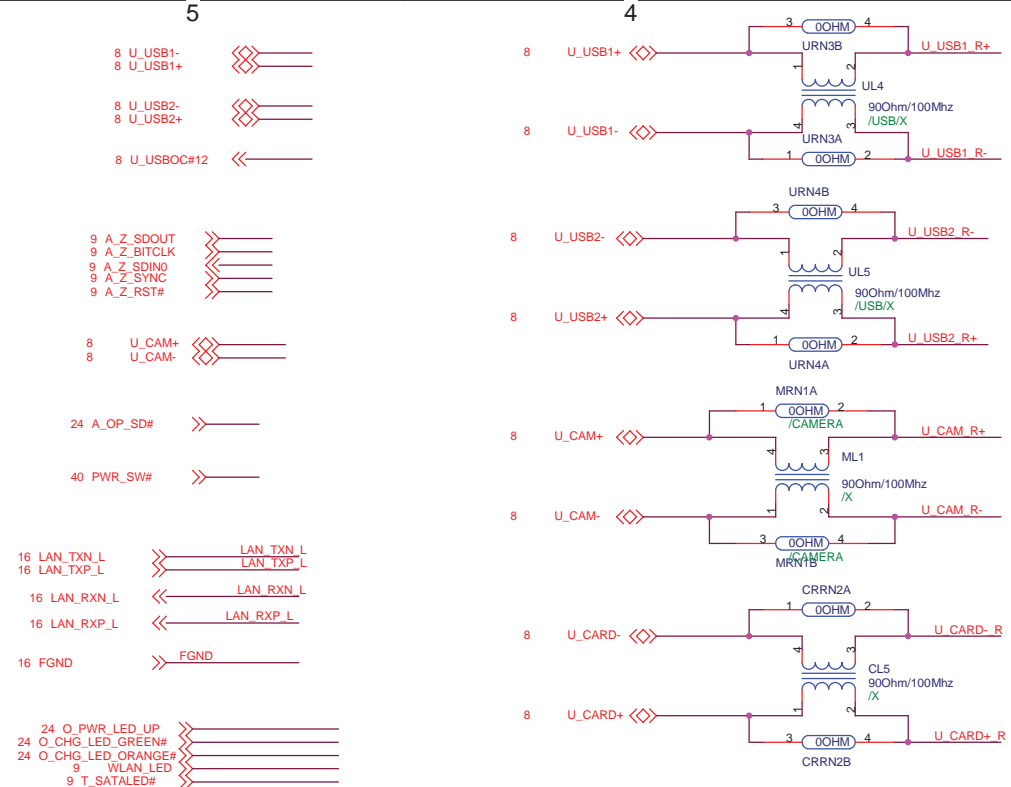 5
8 U_USB1-
8 U_USB1+
8 U_USB2-
8 U_USB2+
8 U_USBOC#12
9 A_Z_SDOUT
9 A_Z_BITCLK
9 A_Z_SDIN0
9 A_Z_SYNC
9 A_Z_RST#
8 U_CAM+
8 U_CAM-
24 A_OP_SD#
40 PWR_SW#
16 LAN_TXN_L LAN_TXN_L
16 LAN_TXP_L LAN_TXP_L
16 LAN_RXN_L LAN_RXN_L
16 LAN_RXP_L LAN_RXP_L
16 FGND FGND
24 O_PWR_LED_UP
24 O_CHG_LED_GREEN#
24 O_CHG_LED_ORANGE#
9 WLAN_LED
9 T_SATALED#
4
3 0OHM 4
URN3B
8 U_USB1+ U_USB1_R+
1 2
UL4
90Ohm/100Mhz
/USB/X
4 3
8 U_USB1-
URN3A
1 0OHM 2 U_USB1_R-
URN4B
3 0OHM 4
8 U_USB2- U_USB2_R-
1 2
UL5
90Ohm/100Mhz
/USB/X
4 3
8 U_USB2+
1 0OHM 2 U_USB2_R+
URN4A
MRN1A
1 0OHM 2
/CAMERA
8 U_CAM+ U_CAM_R+
4 3
ML1
90Ohm/100Mhz
/X
1 2
8 U_CAM- U_CAM_R-
3 0OHM 4
/CAMERA
MRN1B
CRRN2A
1 0OHM 2
8 U_CARD- U_CARD-_R
4 3
CL5
90Ohm/100Mhz
/X
1 2
8 U_CARD+
3 0OHM 4 U_CARD+_R
CRRN2B